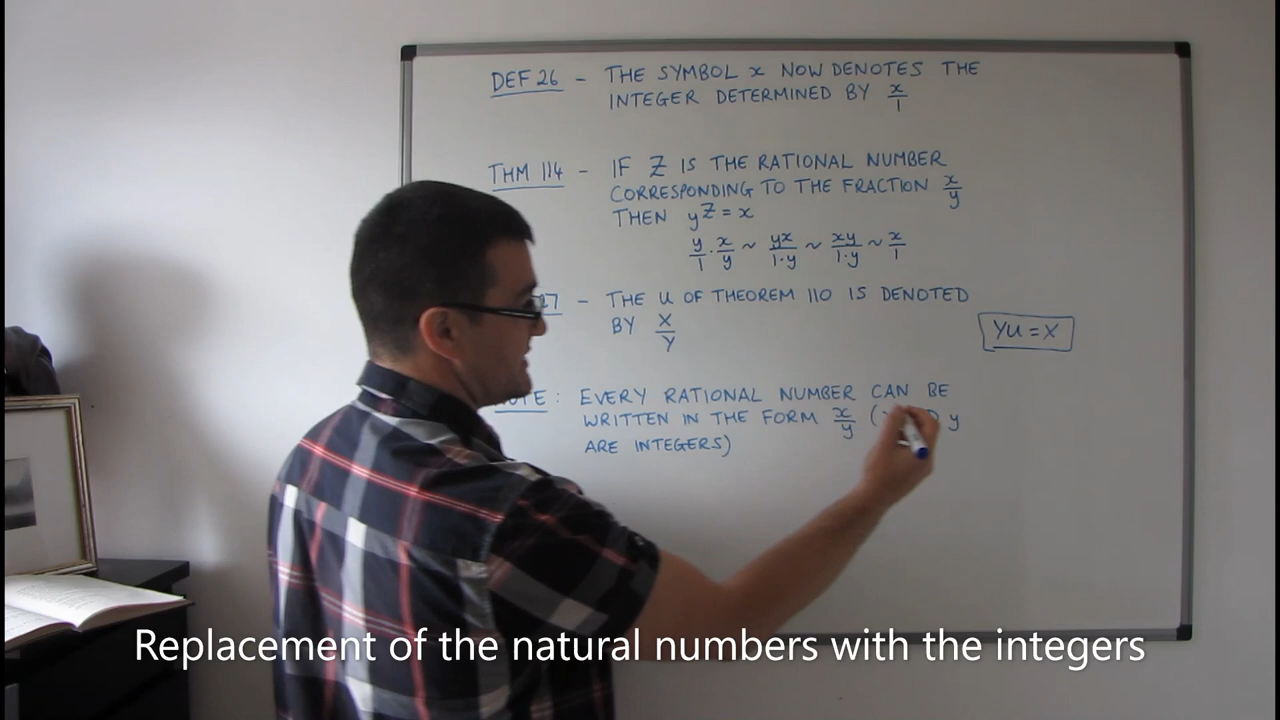 DEF 26 - THE SYMBOL x NOW DENOTES THE
INTEGER DETERMINED BY x/1
THM 114 - IF Z IS THE RATIONAL NUMBER
CORRESPONDING TO THE FRACTION x/y
THEN yZ = x
y/1 · x/y ~ yx/1·y ~ xy/1·y ~ x/1
27 - THE U OF THEOREM 110 IS DENOTED
BY X/Y
YU = X
NOTE: EVERY RATIONAL NUMBER CAN BE
WRITTEN IN THE FORM x/y ( y
ARE INTEGERS)
Replacement of the natural numbers with the integers